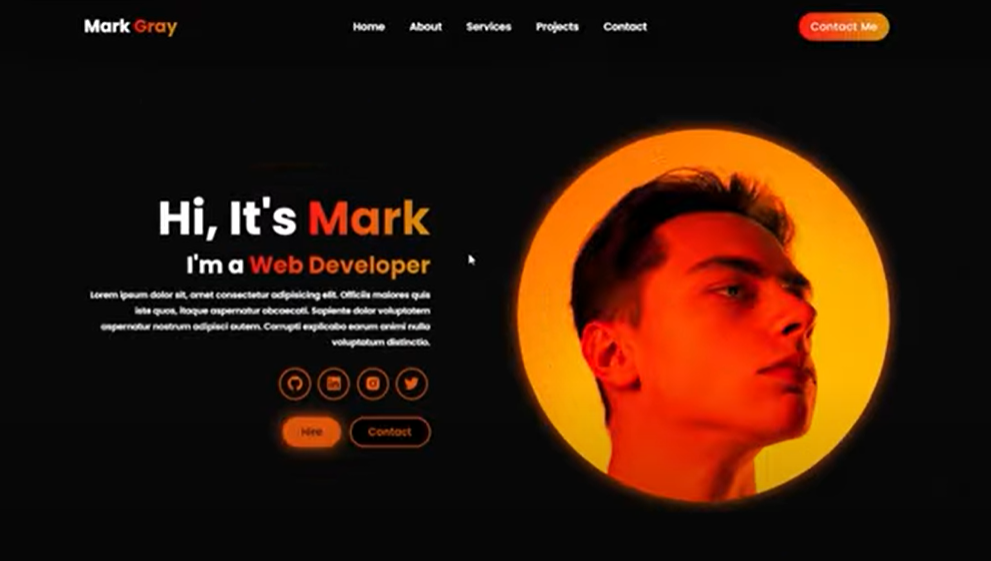 Mark Gray
Home About Services Projects Contact
Contact Me
Hi, It's Mark
I'm a Web Developer
Lorem ipsum dolor sit, amet consectetur adipisicing elit. Officiis maiores quis
iste quos, itaque aspernatur obcaecati. Sapiente dolor voluptatem
aspernatur nostrum adipisci autem. Corrupti explicabo earum animi nulla
voluptatum distinctio.
in
Hire
Contact